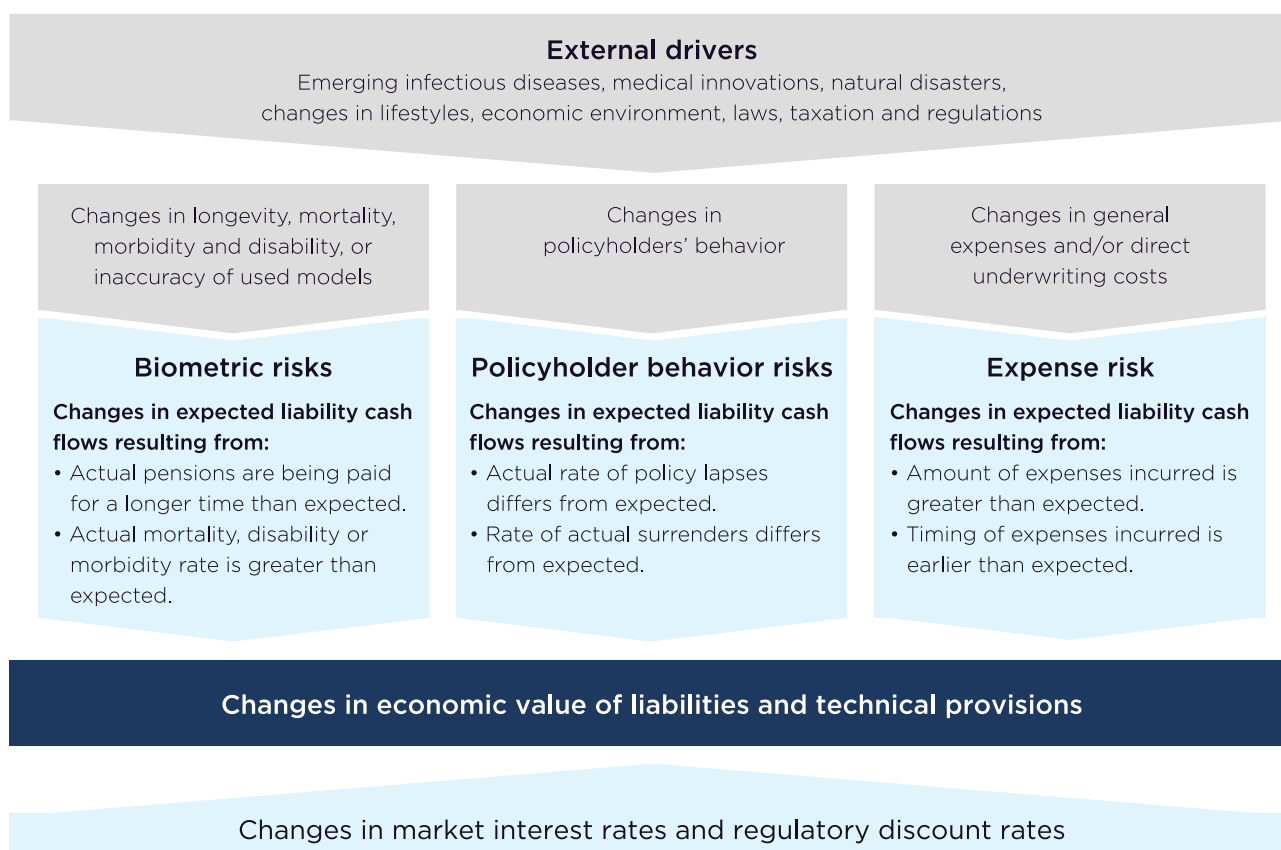 External drivers
Emerging infectious diseases, medical innovations, natural disasters,
changes in lifestyles, economic environment, laws, taxation and regulations
Changes in longevity, mortality,
morbidity and disability, or
inaccuracy of used models
Changes in
policyholders’ behavior
Changes in general
expenses and/or direct
underwriting costs
Biometric risks
Changes in expected liability cash
flows resulting from:
• Actual pensions are being paid
for a longer time than expected.
• Actual mortality, disability or
morbidity rate is greater than
expected.
Policyholder behavior risks
Changes in expected liability cash
flows resulting from:
• Actual rate of policy lapses
differs from expected.
• Rate of actual surrenders differs
from expected.
Expense risk
Changes in expected liability cash
flows resulting from:
• Amount of expenses incurred is
greater than expected.
• Timing of expenses incurred is
earlier than expected.
Changes in economic value of liabilities and technical provisions
Changes in market interest rates and regulatory discount rates